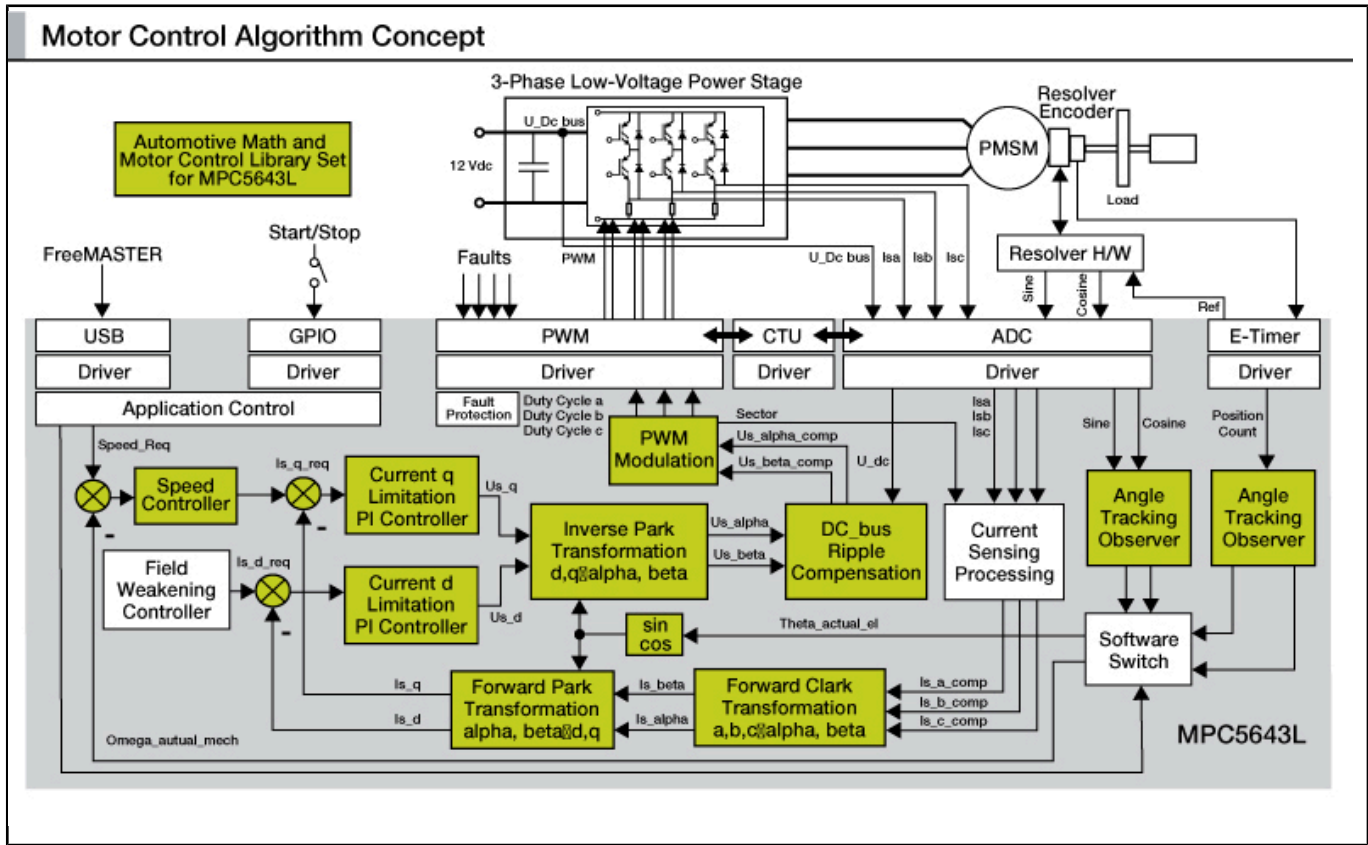 Motor Control Algorithm Concept
3-Phase Low-Voltage Power Stage
Resolver
Encoder
U_Dc bus
12 Vdc
PMSM
Load
Automotive Math and
Motor Control Library Set
for MPC5643L
FreeMASTER
Start/Stop
Faults
PWM
U_Dc bus
Isa
Isb
Isc
Resolver H/W
Sine
Cosine
Ref
USB
GPIO
PWM
CTU
ADC
E-Timer
Driver
Driver
Driver
Driver
Driver
Driver
Application Control
Fault
Protection
Duty Cycle a
Duty Cycle b
Duty Cycle c
Sector
Isa
Isb
Isc
Sine
Cosine
Position
Count
Speed_Req
Is_q_req
PWM
Modulation
Us_alpha_comp
Us_beta_comp
U_dc
Speed
Controller
Current q
Limitation
PI Controller
Us_q
Angle
Tracking
Observer
Angle
Tracking
Observer
-
-
Inverse Park
Transformation
d,q▯alpha, beta
Us_alpha
Us_beta
DC_bus
Ripple
Compensation
Current
Sensing
Processing
Field
Weakening
Controller
Is_d_req
-
Current d
Limitation
PI Controller
Us_d
sin
cos
Theta_actual_el
Software
Switch
Is_q
Is_d
Forward Park
Transformation
alpha, beta▯d,q
Is_beta
Is_alpha
Forward Clark
Transformation
a,b,c▯alpha, beta
Is_a_comp
Is_b_comp
Is_c_comp
Omega_autual_mech
MPC5643L